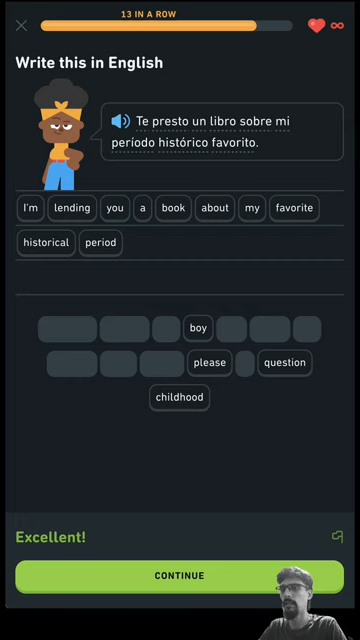 13 IN A ROW
Write this in English
Te presto un libro sobre mi
período histórico favorito.
I'm lending you a book about my favorite
historical period
boy
please question
childhood
Excellent!
CONTINUE